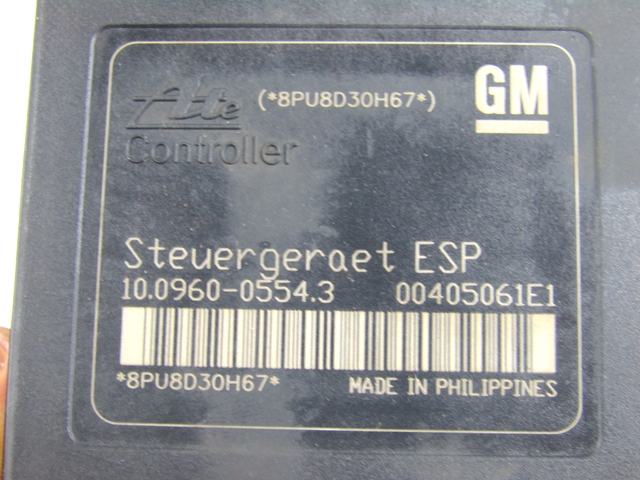 Ate (*8PU8D30H67*) GM
Controller
Steuergeraet ESP
10.0960-0554.3 00405061E1
*8PU8D30H67* MADE IN PHILIPPINES